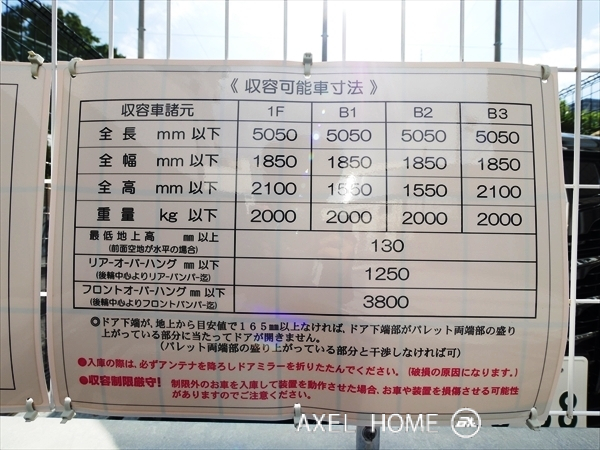 《 収容可能車寸法 》
収容車諸元 1F B1 B2 B3
全長 mm 以下 5050 5050 5050 5050
全幅 mm 以下 1850 1850 1850 1850
全高 mm 以下 2100 1550 1550 2100
重量 kg 以下 2000 2000 2000 2000
最低地上高 mm以上 130
(前面空地が水平の場合)
リアーオーバーハング mm以下 1250
(後輪中心よりリアーバンパー迄)
フロントオーバーハング mm以下 3800
(後輪中心よりフロントバンパー迄)
◎ドア下端が、地上から目安値で165mm以上なければ、ドア下端部がパレット両端部の盛り
上がっている部分に当たってドアが開きません。
(パレット両端部の盛り上がっている部分と干渉しなければ可)
●入庫の際は、必ずアンテナを降ろしドアミラーを折りたたんでください。(破損の原因になります。)
●収容制限厳守! 制限外のお車を入庫して装置を動作させた場合、お車や装置を損傷させる可能性
がありますのでご注意ください。
AXEL HOME